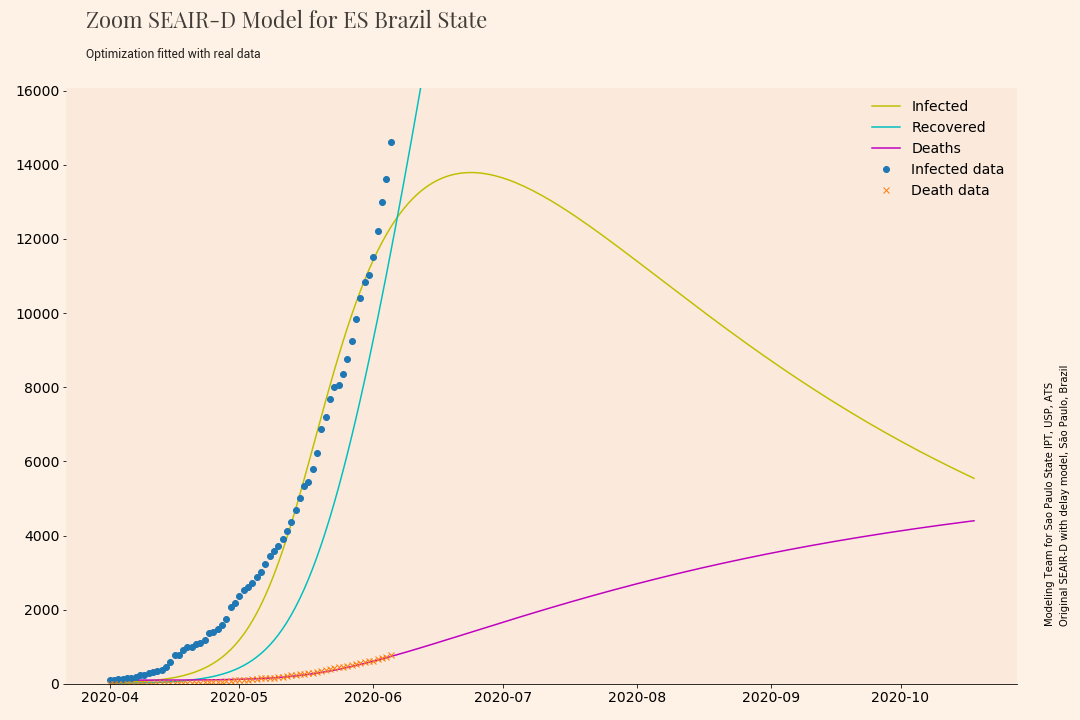 Zoom SEAIR-D Model for ES Brazil State
Optimization fitted with real data
16000
14000
12000
10000
8000
6000
4000
2000
0
Infected
Recovered
Deaths
Infected data
Death data
2020-04
2020-05
2020-06
2020-07
2020-08
2020-09
2020-10
Modeling Team for Sao Paulo State IPT, USP, ATS
Original SEAIR-D with delay model, São Paulo, Brazil